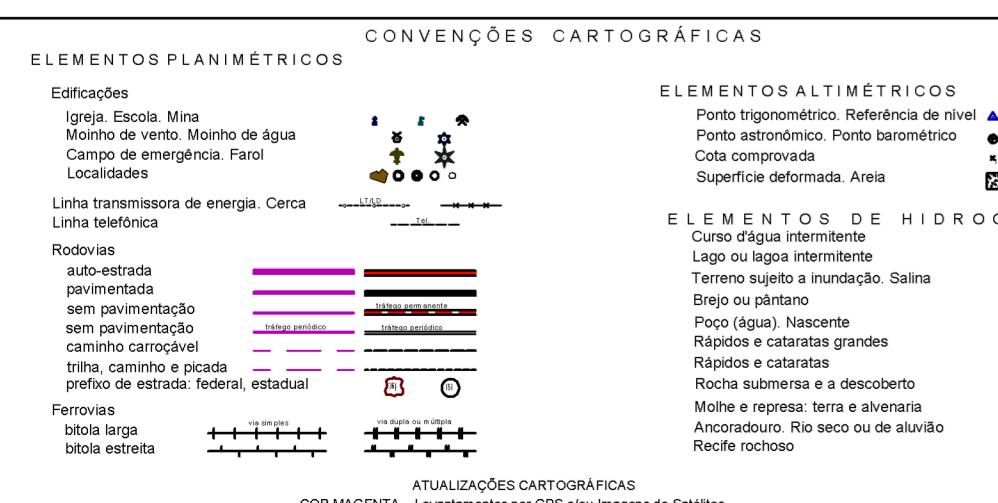 CONVENÇÕES CARTOGRÁFICAS
ELEMENTOS PLANIMÉTRICOS
Edificações
Igreja. Escola. Mina
Moinho de vento. Moinho de água
Campo de emergência. Farol
Localidades
Linha transmissora de energia. Cerca
LT/LD
Linha telefônica
Tel.
Rodovias
auto-estrada
pavimentada
sem pavimentação
tráfego permanente
sem pavimentação
tráfego periódico
tráfego periódico
caminho carroçável
trilha, caminho e picada
prefixo de estrada: federal, estadual
Ferrovias
bitola larga
via simples
via dupla ou múltipla
bitola estreita
ELEMENTOS ALTIMÉTRICOS
Ponto trigonométrico. Referência de nível
Ponto astronômico. Ponto barométrico
Cota comprovada
Superfície deformada. Areia
ELEMENTOS DE
Curso d'água intermitente
Lago ou lagoa intermitente
Terreno sujeito a inundação. Salina
Brejo ou pântano
Poço (água). Nascente
Rápidos e cataratas grandes
Rápidos e cataratas
Rocha submersa e a descoberto
Molhe e represa: terra e alvenaria
Ancoradouro. Rio seco ou de aluvião
Recife rochoso
ATUALIZAÇÕES CARTOGRÁFICAS